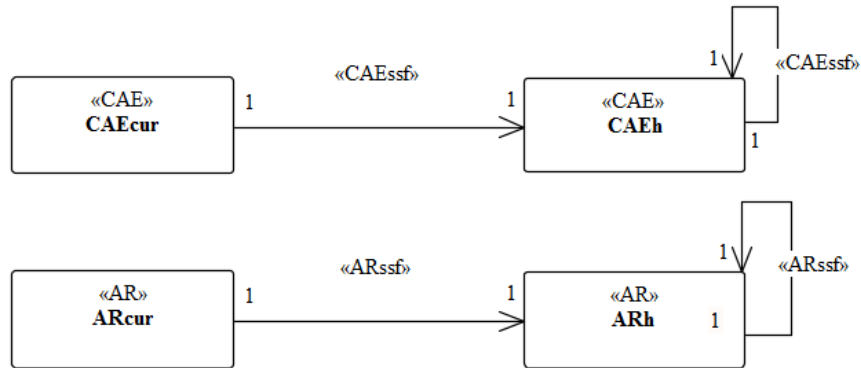 «CAEssf»
1
«CAEssf»
«CAE»
CAEcur
1
1
«CAE»
CAEh
1
«ARssf»
1
«ARssf»
«AR»
ARcur
1
1
«AR»
ARh
1